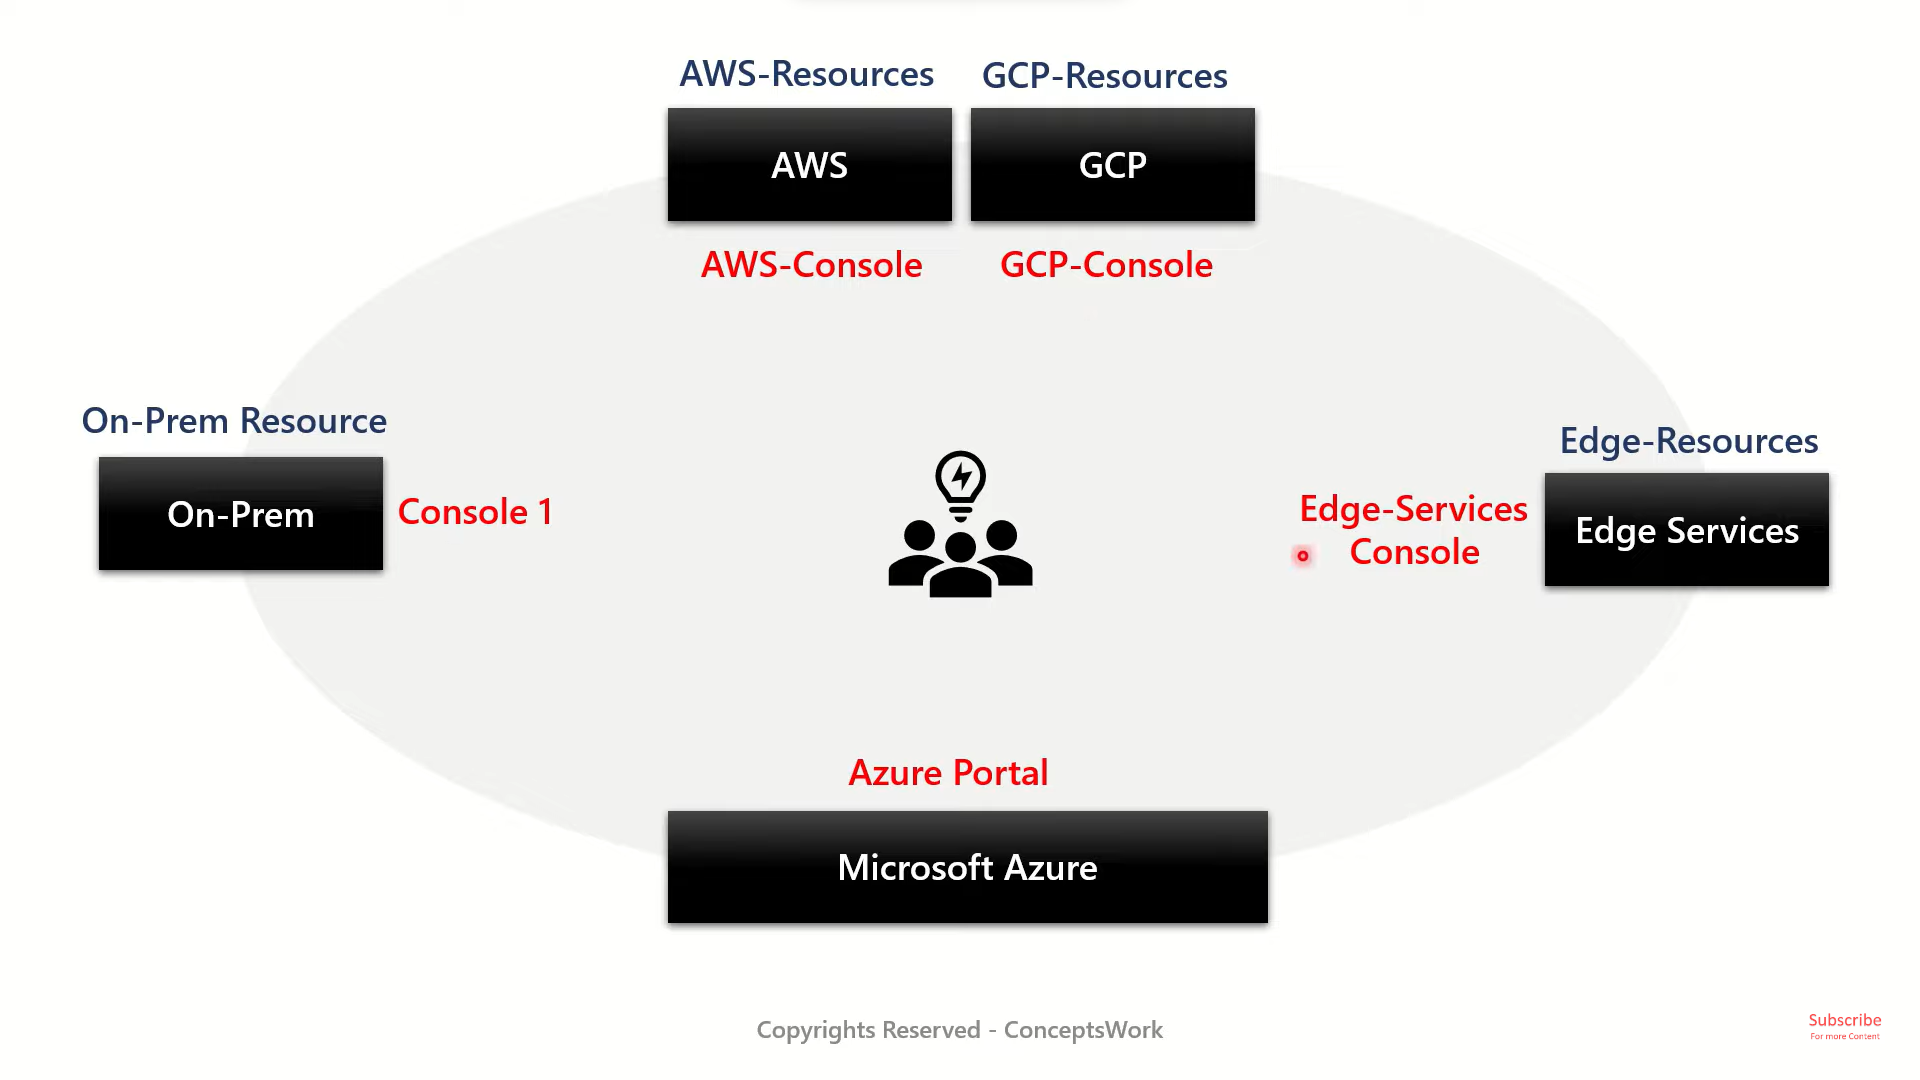 AWS-Resources
GCP-Resources
AWS
GCP
AWS-Console
GCP-Console
On-Prem Resource
On-Prem
Console 1
Edge-Resources
Edge-Services
Console
Edge Services
Azure Portal
Microsoft Azure
Copyrights Reserved - ConceptsWork
Subscribe
For more Content